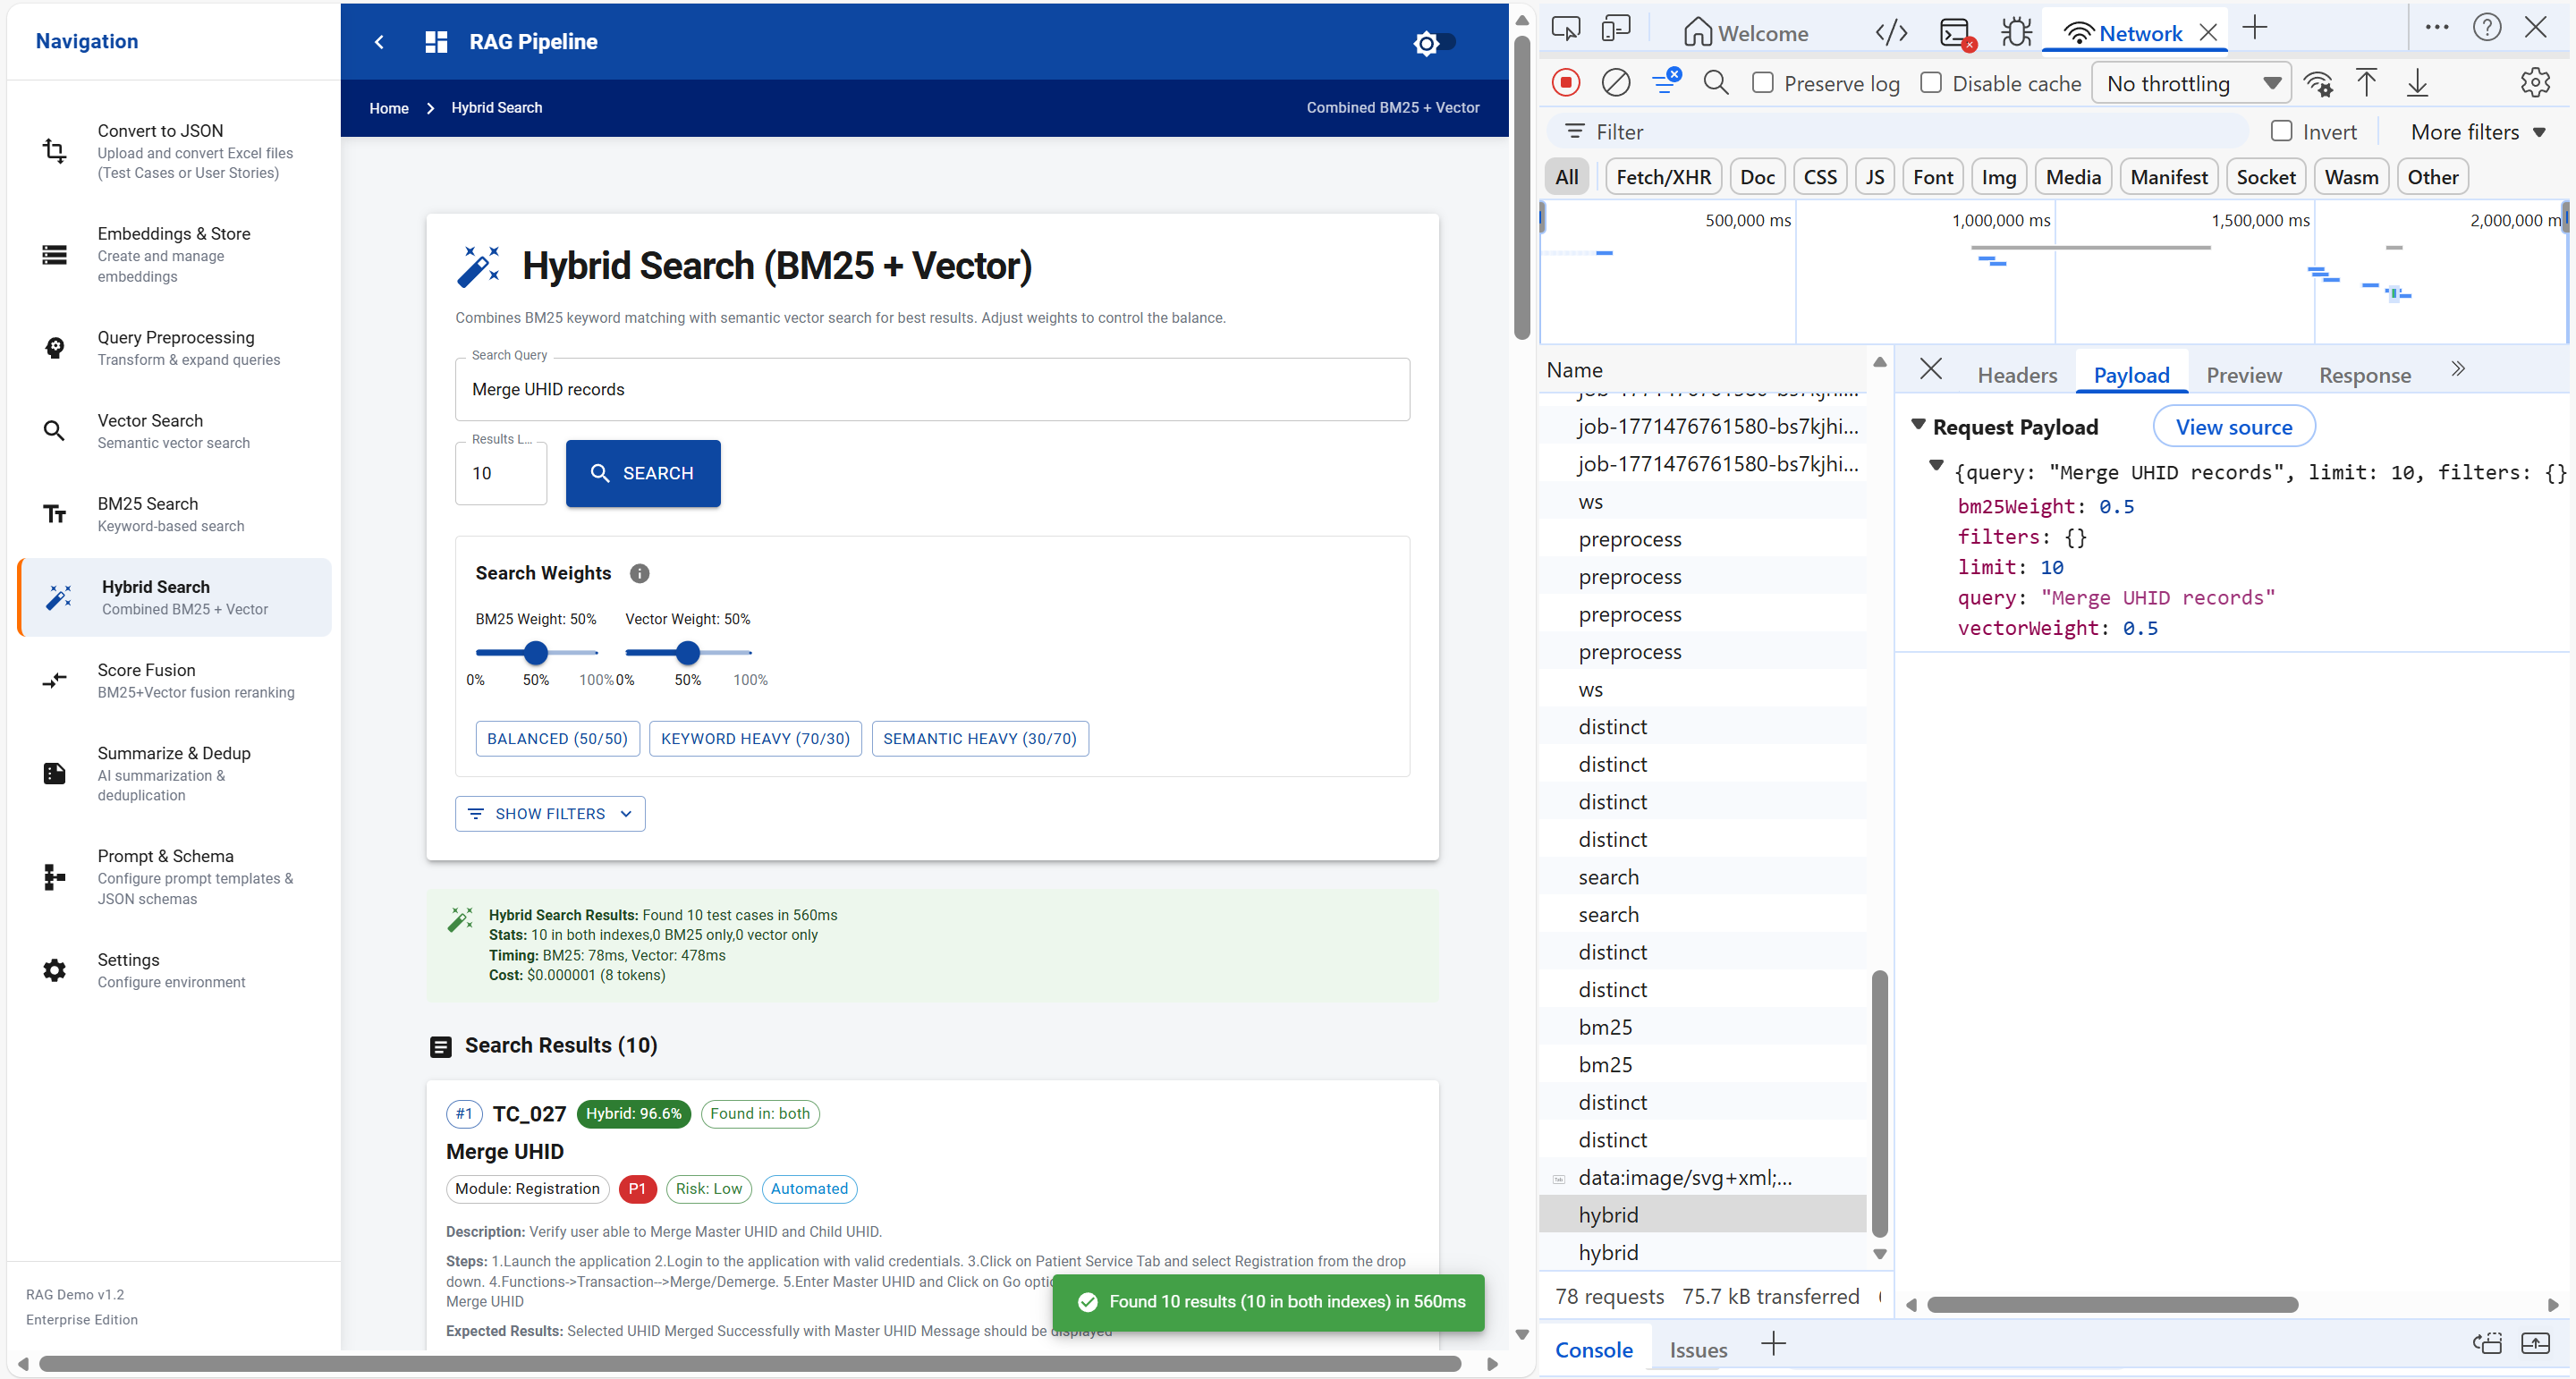 Navigation
Convert to JSON
Upload and convert Excel files
(Test Cases or User Stories)
Embeddings & Store
Create and manage
embeddings
Query Preprocessing
Transform & expand queries
Vector Search
Semantic vector search
BM25 Search
Keyword-based search
Hybrid Search
Combined BM25 + Vector
Score Fusion
BM25+Vector fusion reranking
Summarize & Dedup
AI summarization &
deduplication
Prompt & Schema
Configure prompt templates &
JSON schemas
Settings
Configure environment
RAG Demo v1.2
Enterprise Edition
RAG Pipeline
Home
Hybrid Search
Combined BM25 + Vector
Hybrid Search (BM25 + Vector)
Combines BM25 keyword matching with semantic vector search for best results. Adjust weights to control the balance.
Search Query
Merge UHID records
Results L...
10
SEARCH
Search Weights
BM25 Weight: 50% Vector Weight: 50%
0% 50% 100% 0% 50% 100%
BALANCED (50/50) KEYWORD HEAVY (70/30) SEMANTIC HEAVY (30/70)
SHOW FILTERS
Hybrid Search Results: Found 10 test cases in 560ms
Stats: 10 in both indexes,0 BM25 only,0 vector only
Timing: BM25: 78ms, Vector: 478ms
Cost: $0.000001 (8 tokens)
Search Results (10)
#1 TC_027 Hybrid: 96.6% Found in: both
Merge UHID
Module: Registration P1 Risk: Low Automated
Description: Verify user able to Merge Master UHID and Child UHID.
Steps: 1.Launch the application 2.Login to the application with valid credentials. 3.Click on Patient Service Tab and select Registration from the drop
down. 4.Functions->Transaction-->Merge/Demerge. 5.Enter Master UHID and Click on Go
Merge UHID
Expected Results: Selected UHID Merged Successfully with Master UHID Message should be
Found 10 results (10 in both indexes) in 560ms
Welcome
Network
Preserve log
Disable cache
No throttling
Filter
Invert
More filters
All Fetch/XHR Doc CSS JS Font Img Media Manifest Socket Wasm Other
500,000 ms 1,000,000 ms 1,500,000 ms 2,000,000 m
Name
job-1771476761580-bs7kjhi...
job-1771476761580-bs7kjhi...
ws
preprocess
preprocess
preprocess
preprocess
ws
distinct
distinct
distinct
distinct
search
search
distinct
distinct
bm25
bm25
distinct
distinct
data:image/svg+xml;...
hybrid
hybrid
78 requests 75.7 kB transferred
Headers Payload Preview Response
Request Payload View source
{query: "Merge UHID records", limit: 10, filters: {}
bm25Weight: 0.5
filters: {}
limit: 10
query: "Merge UHID records"
vectorWeight: 0.5
Console Issues